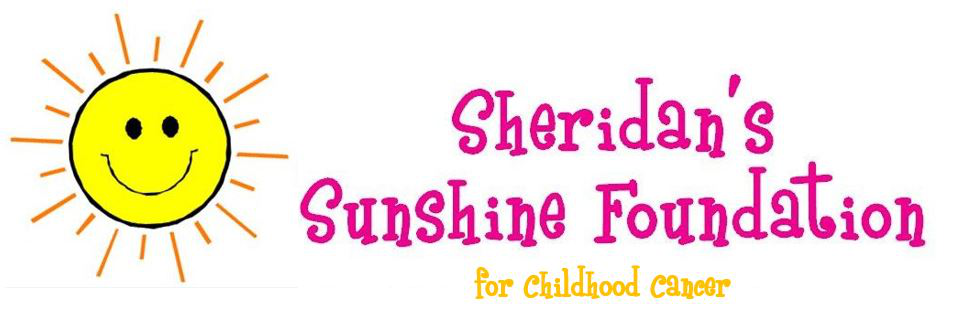 Sheridan's
Sunshine Foundation
for Childhood Cancer